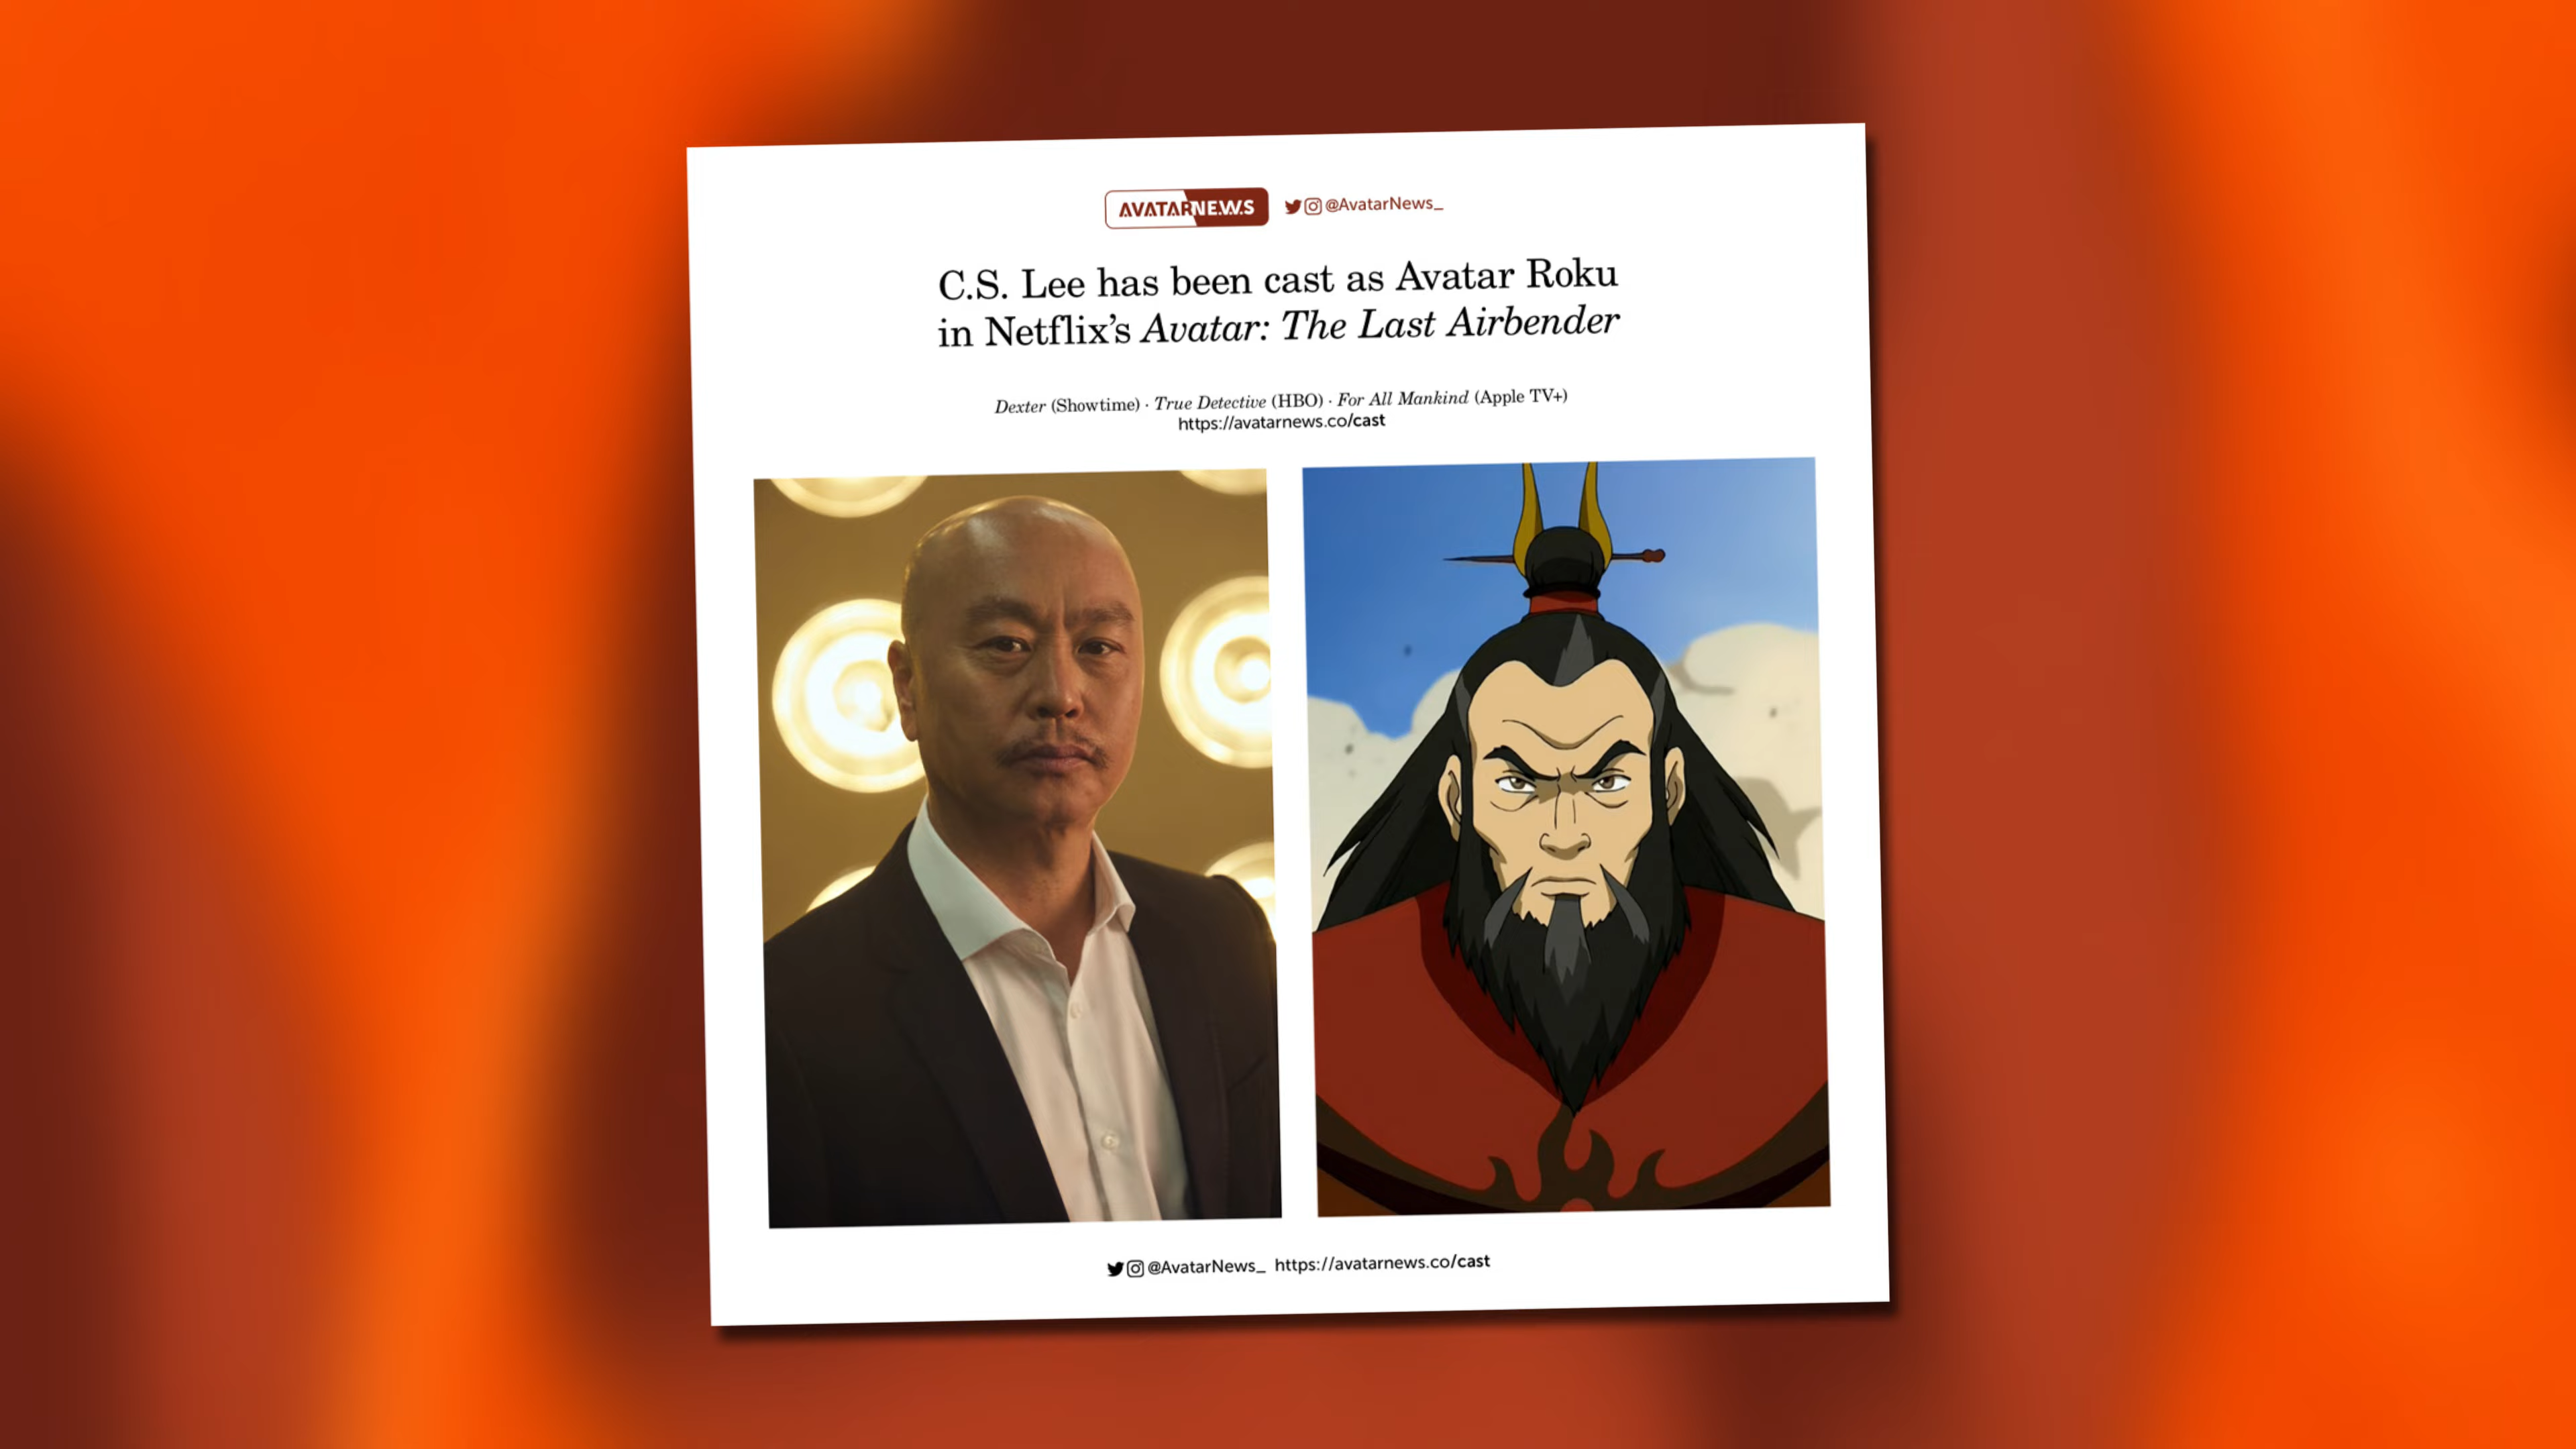 AVATARNEWS @AvatarNews_
C.S. Lee has been cast as Avatar Roku
in Netflix’s Avatar: The Last Airbender
Dexter (Showtime) · True Detective (HBO) · For All Mankind (Apple TV+)
https://avatarnews.co/cast
@AvatarNews_ https://avatarnews.co/cast